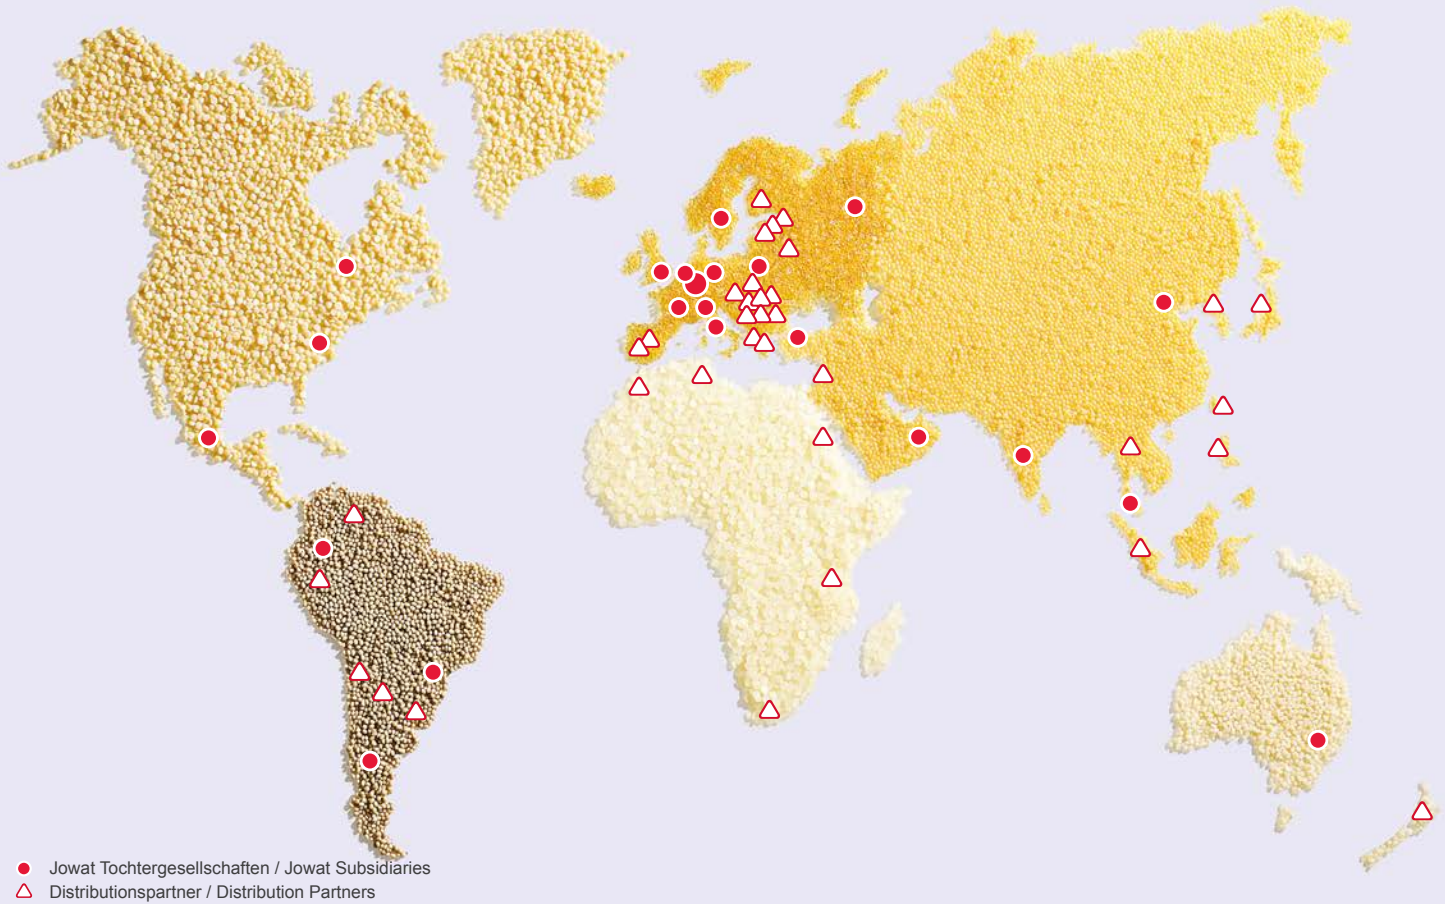 Jowat Tochtergesellschaften / Jowat Subsidiaries
Distributionspartner / Distribution Partners